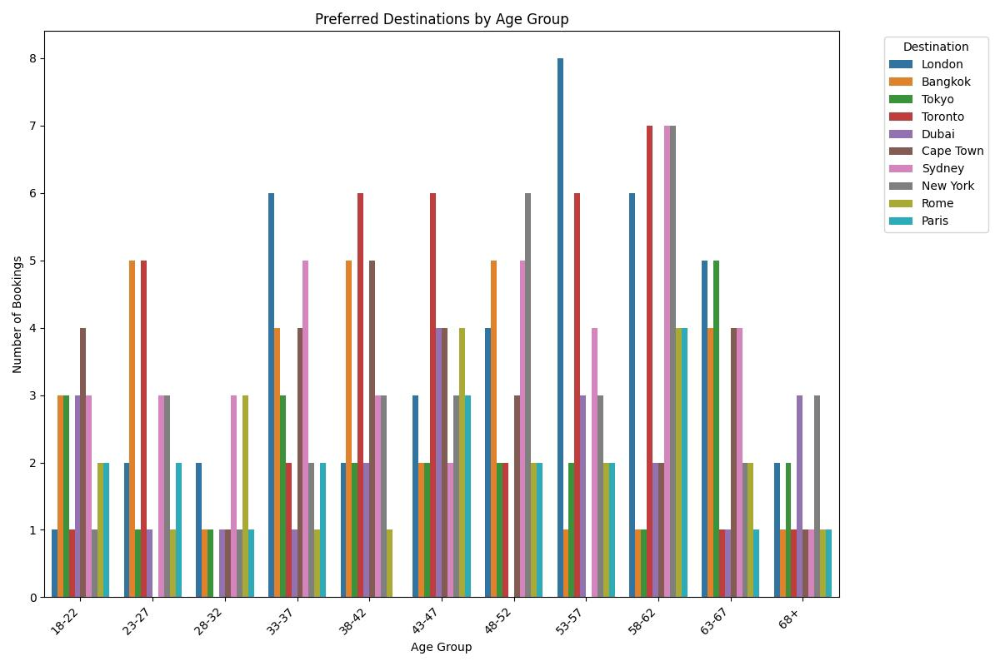 Preferred Destinations by Age Group
Destination
London
Bangkok
Tokyo
Toronto
Dubai
Cape Town
Sydney
New York
Rome
Paris
Number of Bookings
8
7
6
5
4
3
2
1
0
18-22 23-27 28-32 33-37 38-42 43-47 48-52 53-57 58-62 63-67 68+
Age Group